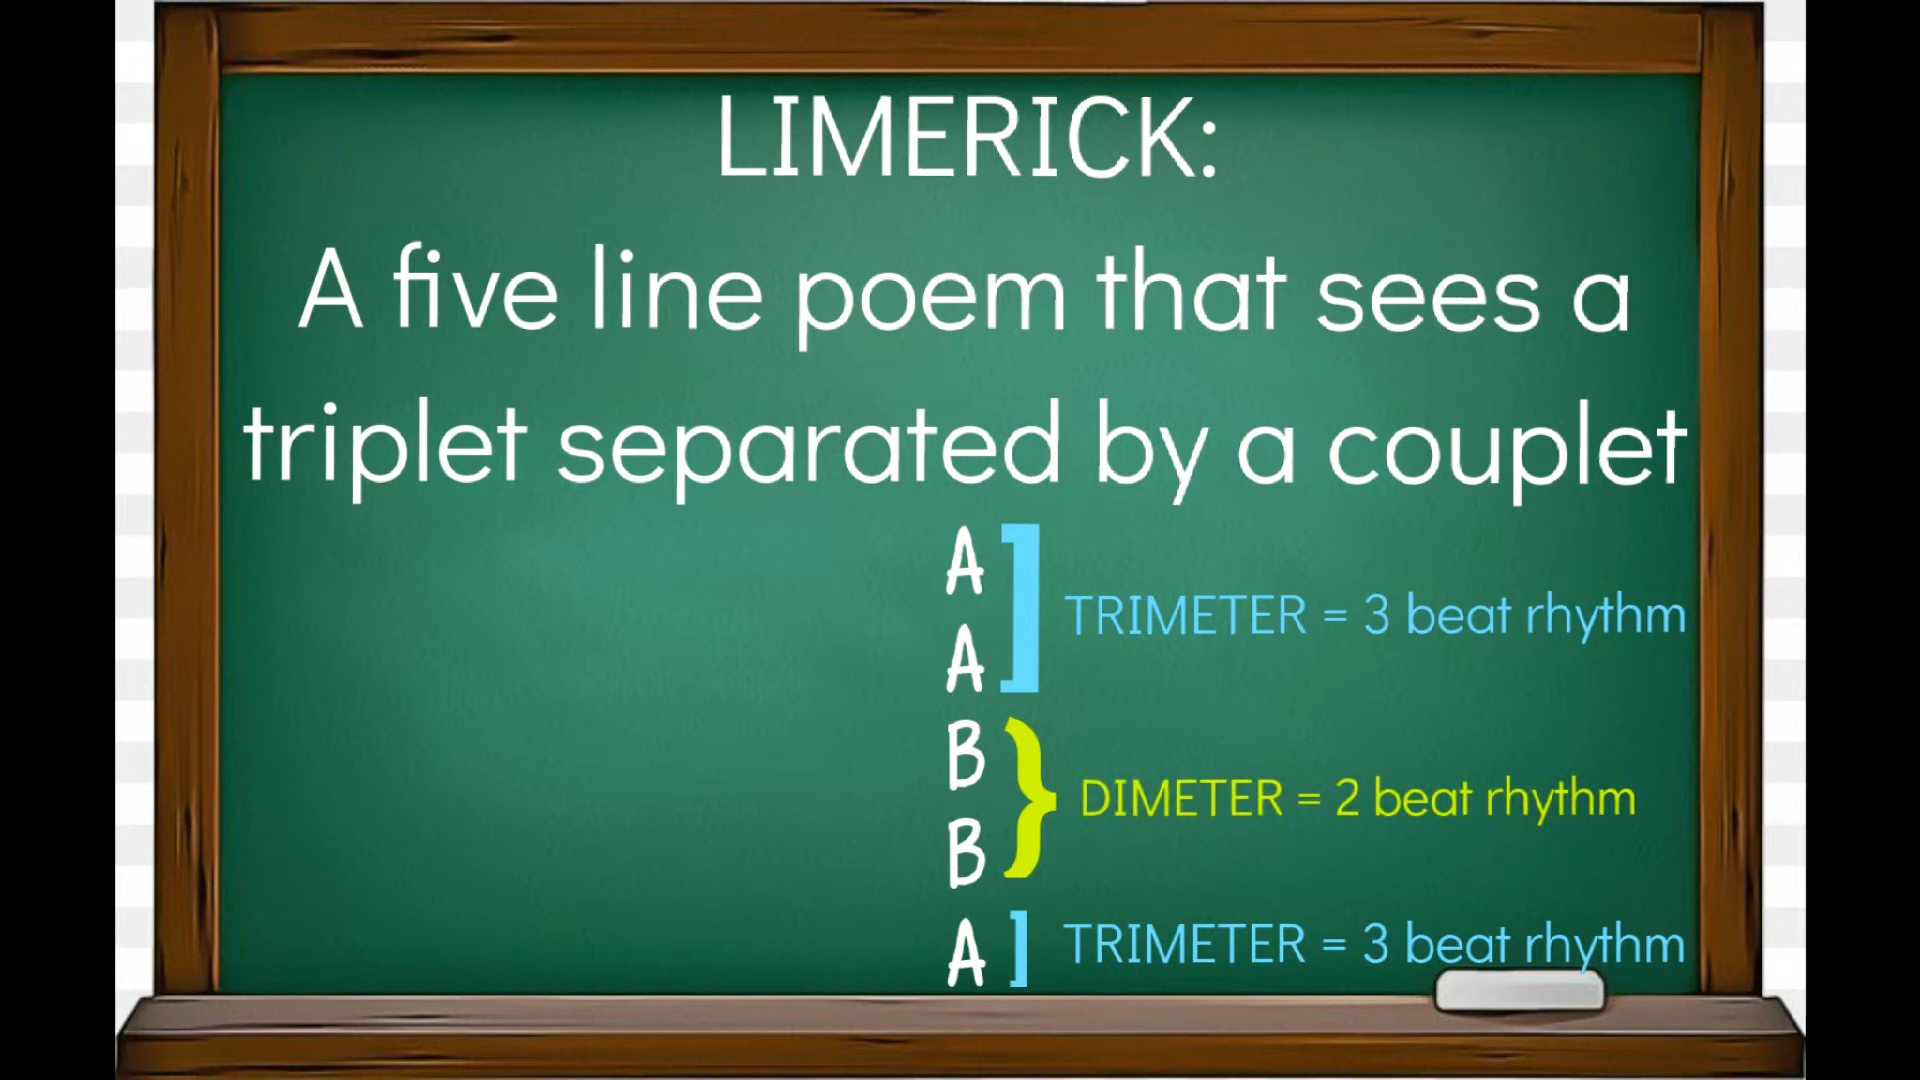 LIMERICK:
A five line poem that sees a
triplet separated by a couplet
A
A
TRIMETER = 3 beat rhythm
B
B
DIMETER = 2 beat rhythm
A
TRIMETER = 3 beat rhythm